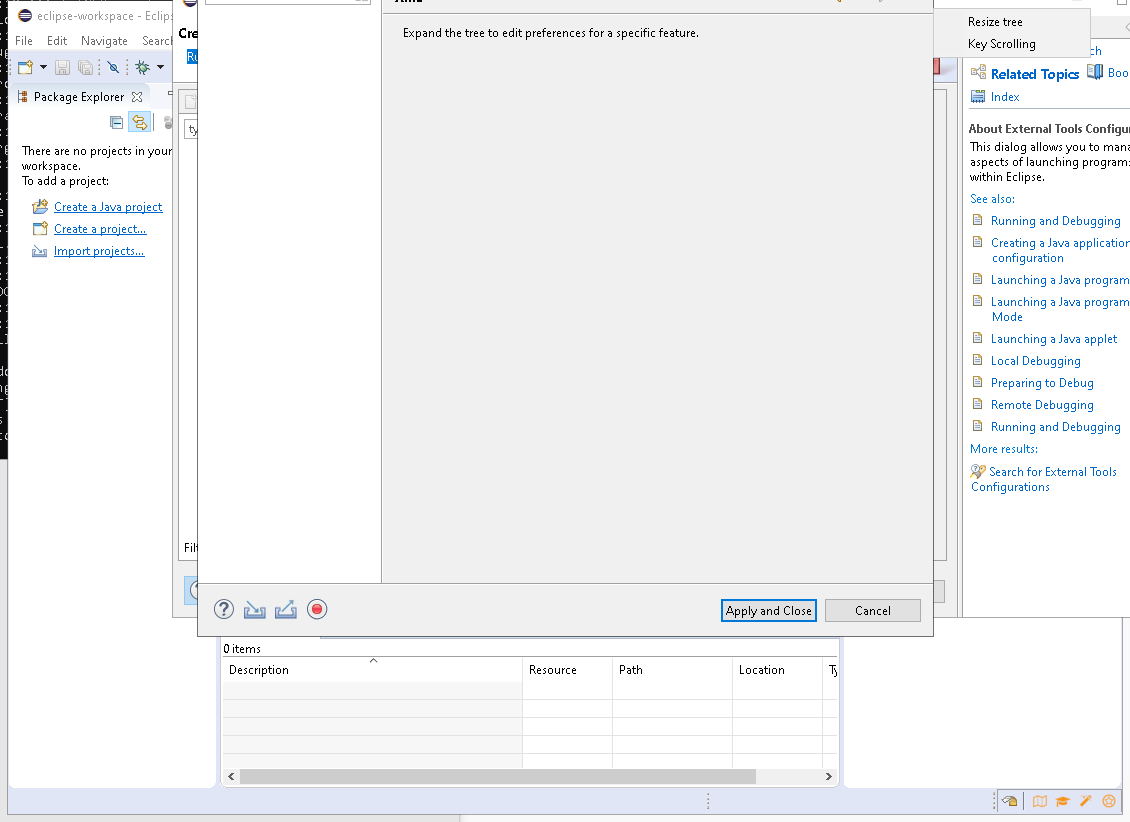 eclipse-workspace - Eclips
File Edit Navigate Search
Package Explorer
There are no projects in your
workspace.
To add a project:
Create a Java project
Create a project...
Import projects...
Cre
Ru
ty
Filt
Expand the tree to edit preferences for a specific feature.
Apply and Close
Cancel
Resize tree
Key Scrolling
ch
Related Topics
Boo
Index
About External Tools Configu
This dialog allows you to mana
aspects of launching program
within Eclipse.
See also:
Running and Debugging
Creating a Java application
configuration
Launching a Java program
Launching a Java program
Mode
Launching a Java applet
Local Debugging
Preparing to Debug
Remote Debugging
Running and Debugging
More results:
Search for External Tools
Configurations
0 items
Description Resource Path Location Ty